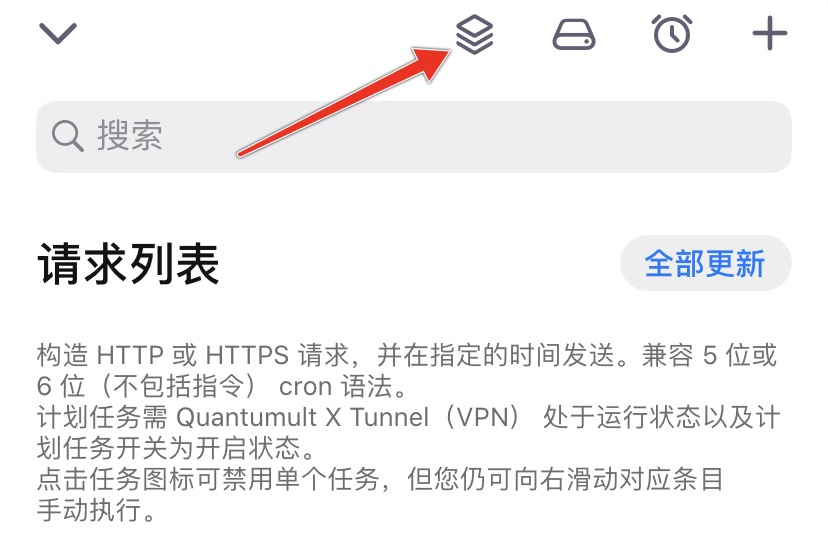 搜索
请求列表
全部更新
构造 HTTP 或 HTTPS 请求，并在指定的时间发送。兼容 5 位或
6 位（不包括指令） cron 语法。
计划任务需 Quantumult X Tunnel（VPN） 处于运行状态以及计
划任务开关为开启状态。
点击任务图标可禁用单个任务，但您仍可向右滑动对应条目
手动执行。